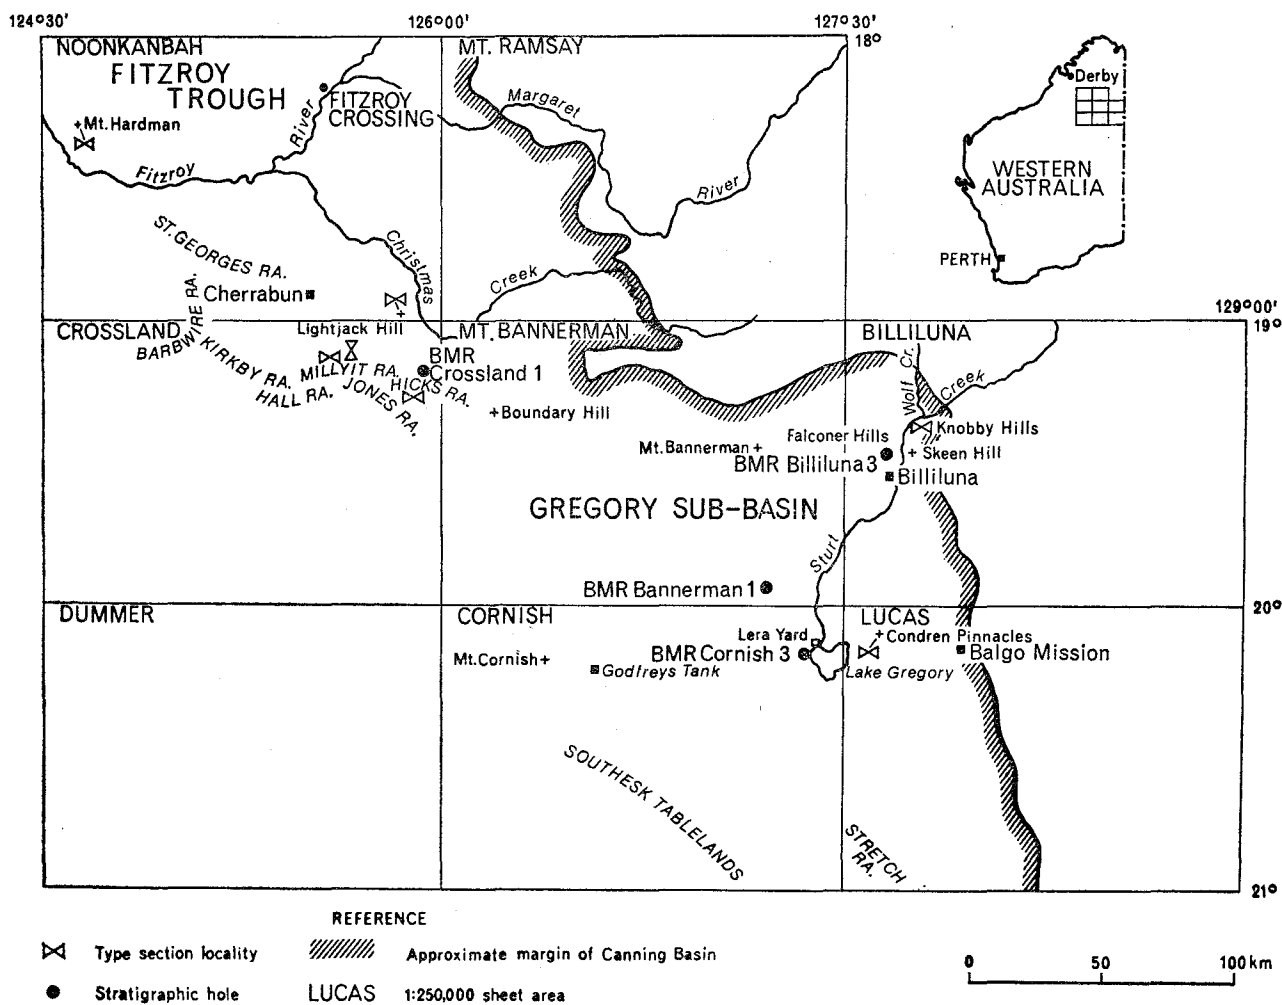 124°30'
126°00'
127°30'
18°
NOONKANBAH
FITZROY
TROUGH
MT. RAMSAY
FITZROY
CROSSING
River
Margaret
+Mt. Hardman
Fitzroy
River
Derby
WESTERN
AUSTRALIA
PERTH
ST. GEORGES RA.
Christmas
Creek
Cherrabun
BARBWIRE RA.
129°00'
19°
CROSSLAND
Lightjack Hill
MT. BANNERMAN
BILLILUNA
KIRKBY RA.
MILLYIT RA.
HALL RA.
JONES RA.
HICKS RA.
BMR
Crossland 1
+Boundary Hill
Wolf Cr.
Creek
Knobby Hills
Falconer Hills
Mt. Bannerman +
+ Skeen Hill
BMR Billiluna 3
Billiluna
GREGORY SUB-BASIN
Sturt
BMR Bannerman 1
20°
DUMMER
CORNISH
LUCAS
Lera Yard
+Condren Pinnacles
BMR Cornish 3
Balgo Mission
Mt. Cornish+
Godfreys Tank
Lake Gregory
SOUTHESK TABLELANDS
STRETCH
RA.
21°
REFERENCE
Type section locality
Approximate margin of Canning Basin
Stratigraphic hole
LUCAS 1:250,000 sheet area
0 50 100 km